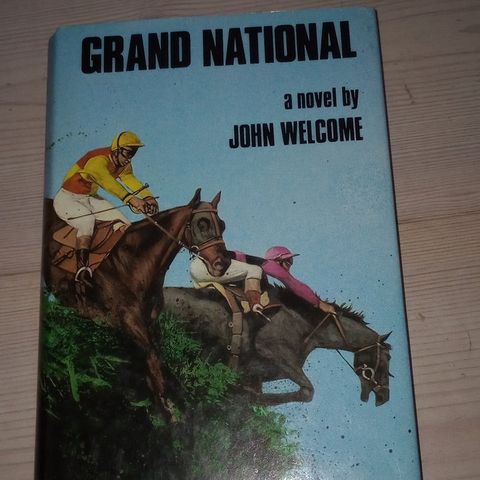 GRAND NATIONAL
a novel by
JOHN WELCOME